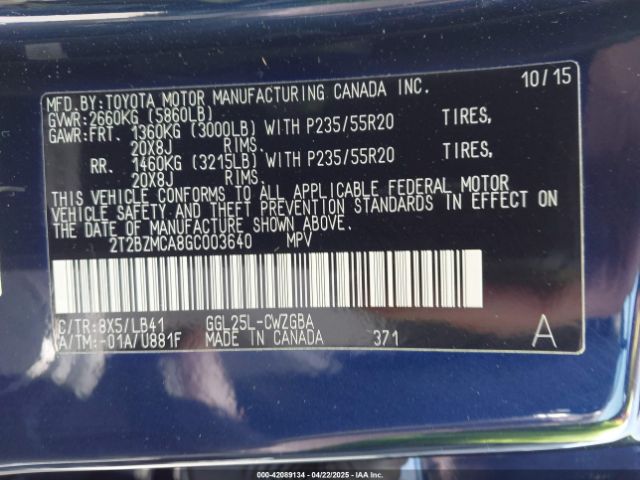 MFD.BY:TOYOTA MOTOR MANUFACTURING CANADA INC. 10/15
GVWR:2660KG (5860LB)
GAWR:FRT. 1360KG (3000LB) WITH P235/55R20 TIRES,
20X8J RIMS.
RR. 1460KG (3215LB) WITH P235/55R20 TIRES,
20X8J RIMS.
THIS VEHICLE CONFORMS TO ALL APPLICABLE FEDERAL MOTOR
VEHICLE SAFETY AND THEFT PREVENTION STANDARDS IN EFFECT ON
THE DATE OF MANUFACTURE SHOWN ABOVE.
2T2BZMCA8GC003640 MPV
C/TR:8X5/LB41 GGL25L-CWZGBA
A/TM:-01A/U881F MADE IN CANADA 371 A
000-42089134 - 04/22/2025 - IAA Inc.